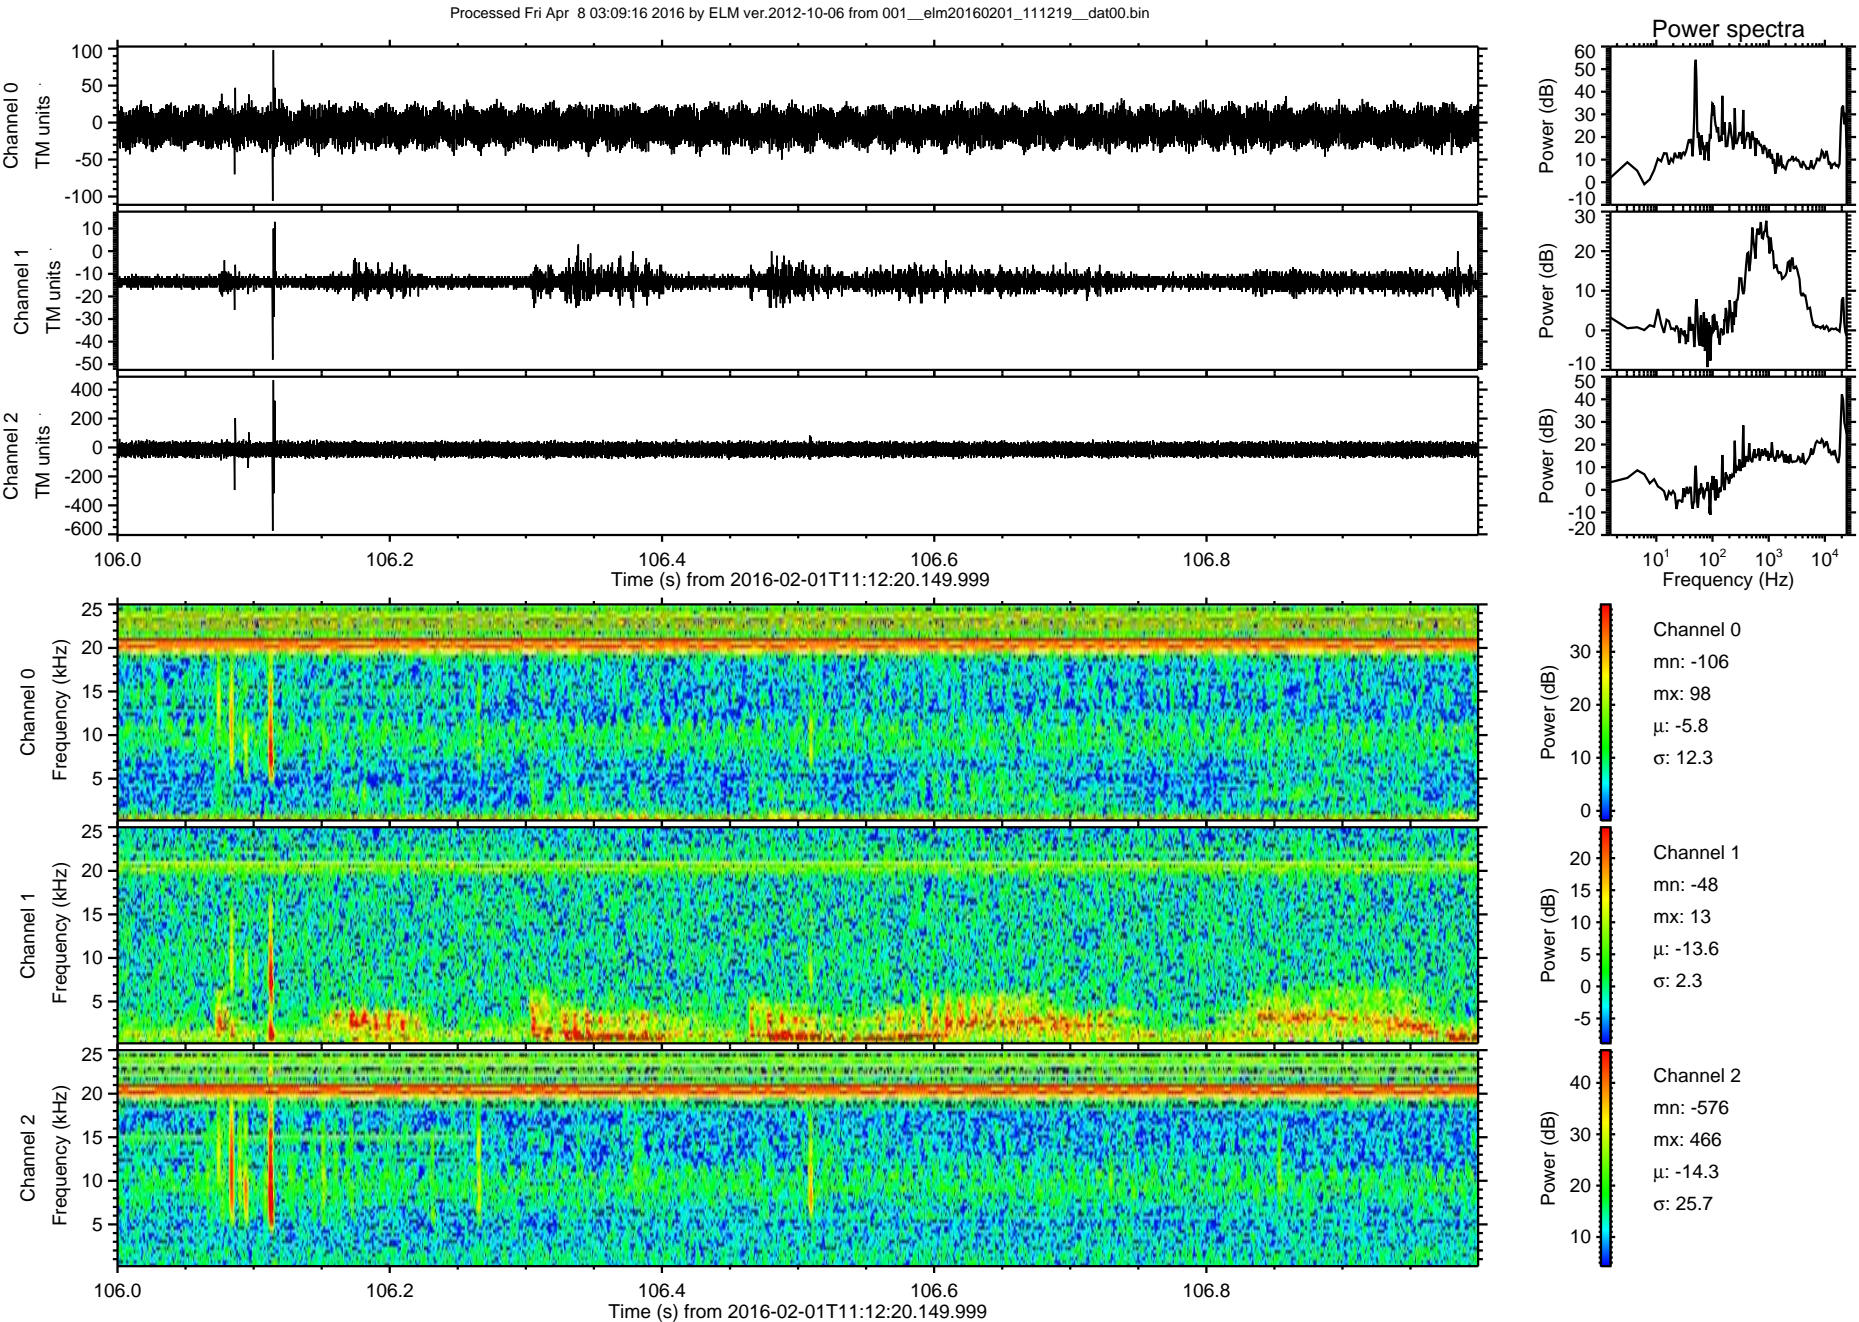 Processed Fri Apr  8 03:09:16 2016 by ELM ver.2012-10-06 from 001__elm20160201_111219__dat00.bin
Power spectra
Channel 0
TM units
100
50
0
-50
-100
Power (dB)
60
50
40
30
20
10
0
-10
Channel 1
TM units
10
0
-10
-20
-30
-40
-50
Power (dB)
30
20
10
0
-10
Channel 2
TM units
400
200
0
-200
-400
-600
Power (dB)
50
40
30
20
10
0
-10
-20
106.0 106.2 106.4 106.6 106.8
Time (s) from 2016-02-01T11:12:20.149.999
10^1 10^2 10^3 10^4
Frequency (Hz)
Channel 0
Frequency (kHz)
25
20
15
10
5
Power (dB)
30
20
10
0
Channel 0
mn: -106
mx: 98
μ: -5.8
σ: 12.3
Channel 1
Frequency (kHz)
25
20
15
10
5
Power (dB)
20
15
10
5
0
-5
Channel 1
mn: -48
mx: 13
μ: -13.6
σ: 2.3
Channel 2
Frequency (kHz)
25
20
15
10
5
Power (dB)
40
30
20
10
Channel 2
mn: -576
mx: 466
μ: -14.3
σ: 25.7
106.0 106.2 106.4 106.6 106.8
Time (s) from 2016-02-01T11:12:20.149.999